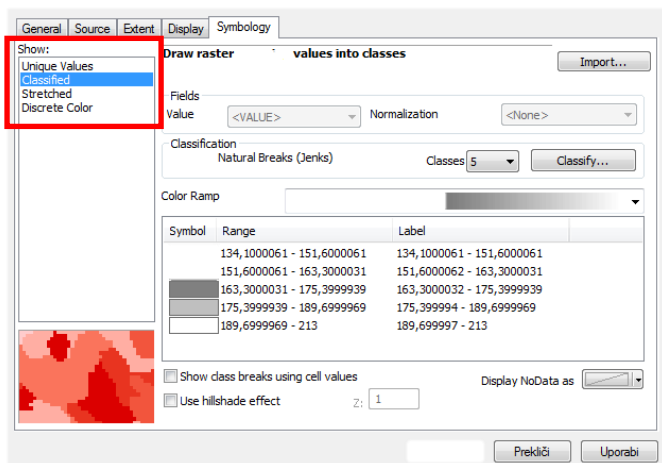 General Source Extent Display Symbology
Show:
Unique Values
Classified
Stretched
Discrete Color
Draw raster values into classes
Import...
Fields
Value <VALUE> Normalization <None>
Classification
Natural Breaks (Jenks) Classes 5 Classify...
Color Ramp
Symbol Range Label
134,1000061 - 151,6000061 134,1000061 - 151,6000061
151,6000061 - 163,3000031 151,6000062 - 163,3000031
163,3000031 - 175,3999939 163,3000032 - 175,3999939
175,3999939 - 189,6999969 175,399994 - 189,6999969
189,6999969 - 213 189,699997 - 213
Show class breaks using cell values Display NoData as
Use hillshade effect Z: 1
Prekliči Uporabi